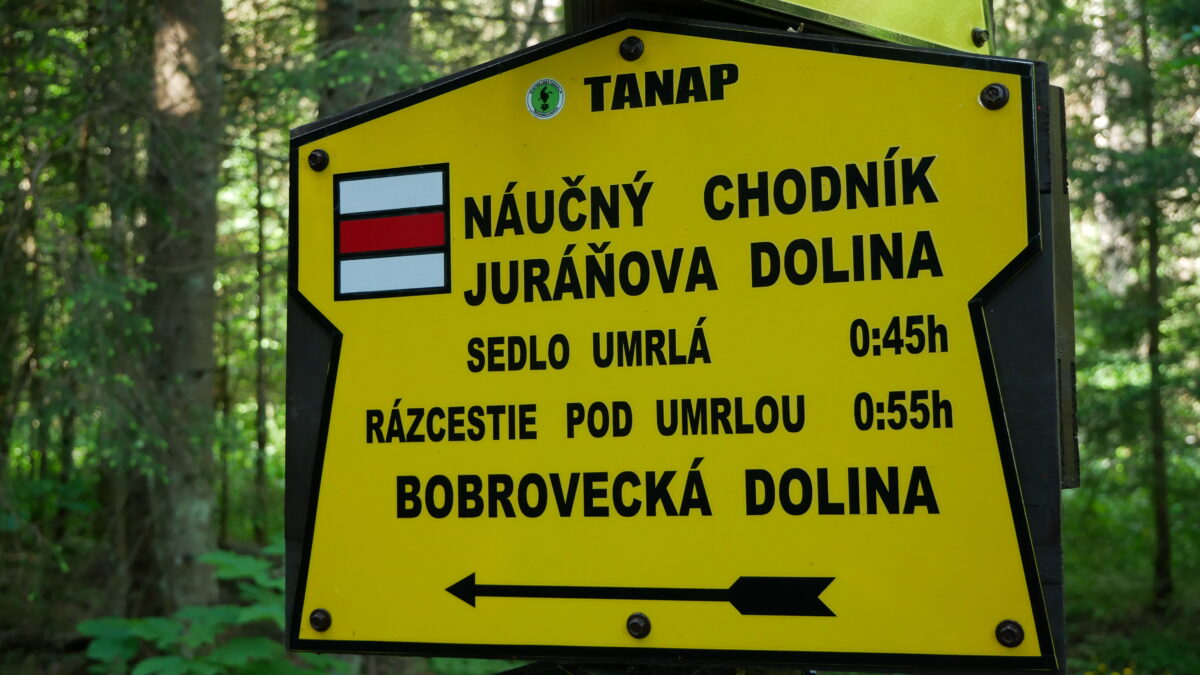 TANAP
NÁUČNÝ CHODNÍK
JURÁŇOVA DOLINA
SEDLO UMRLÁ 0:45h
RÁZCESTIE POD UMRLOU 0:55h
BOBROVECKÁ DOLINA